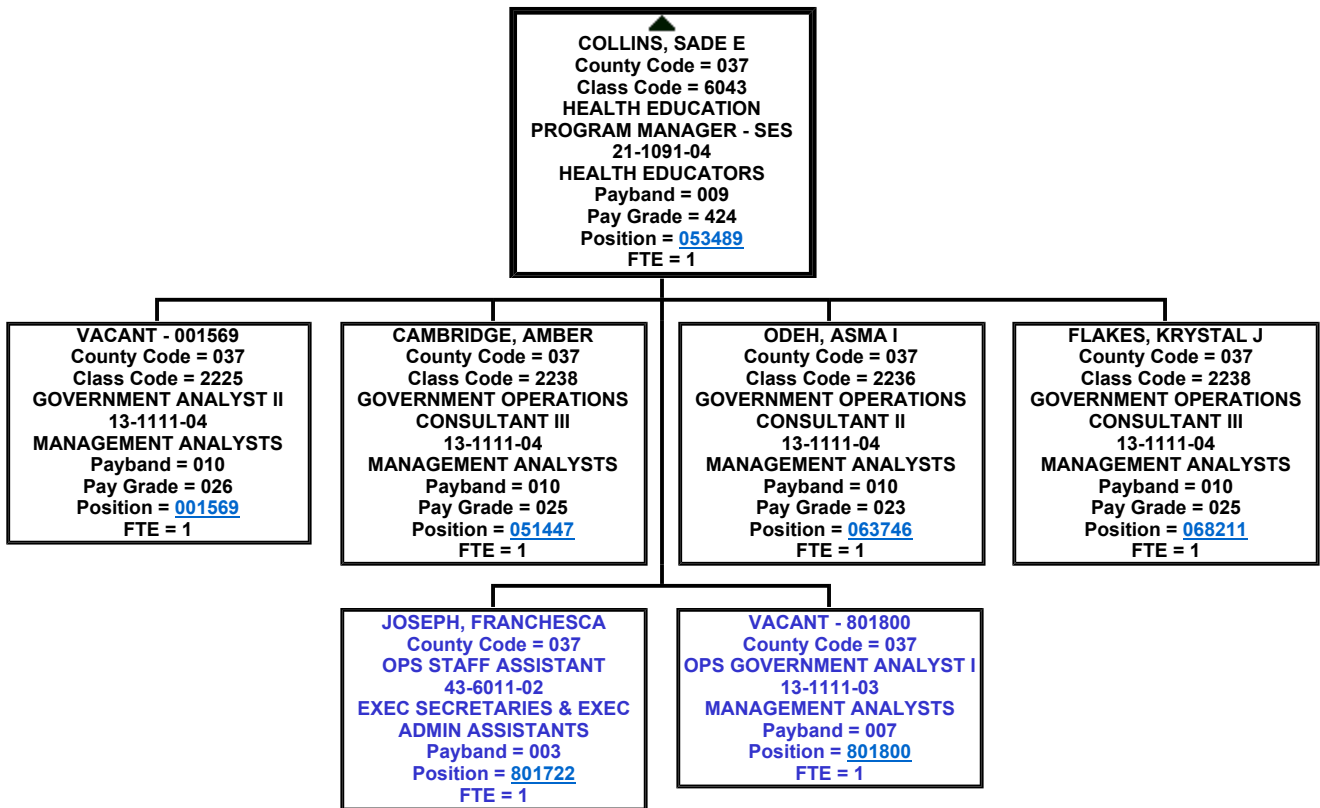 COLLINS, SADE E
County Code = 037
Class Code = 6043
HEALTH EDUCATION
PROGRAM MANAGER - SES
21-1091-04
HEALTH EDUCATORS
Payband = 009
Pay Grade = 424
Position = 053489
FTE = 1
VACANT - 001569
County Code = 037
Class Code = 2225
GOVERNMENT ANALYST II
13-1111-04
MANAGEMENT ANALYSTS
Payband = 010
Pay Grade = 026
Position = 001569
FTE = 1
CAMBRIDGE, AMBER
County Code = 037
Class Code = 2238
GOVERNMENT OPERATIONS
CONSULTANT III
13-1111-04
MANAGEMENT ANALYSTS
Payband = 010
Pay Grade = 025
Position = 051447
FTE = 1
ODEH, ASMA I
County Code = 037
Class Code = 2236
GOVERNMENT OPERATIONS
CONSULTANT II
13-1111-04
MANAGEMENT ANALYSTS
Payband = 010
Pay Grade = 023
Position = 063746
FTE = 1
FLAKES, KRYSTAL J
County Code = 037
Class Code = 2238
GOVERNMENT OPERATIONS
CONSULTANT III
13-1111-04
MANAGEMENT ANALYSTS
Payband = 010
Pay Grade = 025
Position = 068211
FTE = 1
JOSEPH, FRANCHESCA
County Code = 037
OPS STAFF ASSISTANT
43-6011-02
EXEC SECRETARIES & EXEC
ADMIN ASSISTANTS
Payband = 003
Position = 801722
FTE = 1
VACANT - 801800
County Code = 037
OPS GOVERNMENT ANALYST I
13-1111-03
MANAGEMENT ANALYSTS
Payband = 007
Position = 801800
FTE = 1